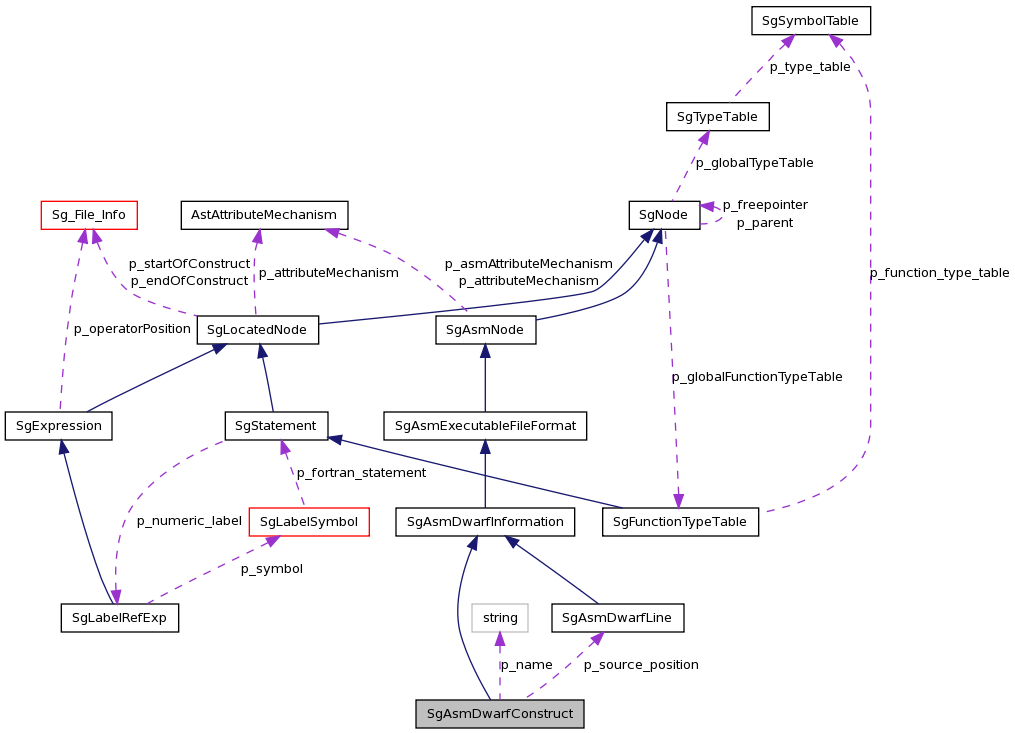 SgSymbolTable
p_type_table
SgTypeTable
p_globalTypeTable
Sg_File_Info
AstAttributeMechanism
SgNode
p_freepointer
p_parent
p_startOfConstruct
p_endOfConstruct
p_attributeMechanism
p_asmAttributeMechanism
p_attributeMechanism
p_function_type_table
p_operatorPosition
SgLocatedNode
SgAsmNode
p_globalFunctionTypeTable
SgExpression
SgStatement
SgAsmExecutableFileFormat
p_fortran_statement
p_numeric_label
SgLabelSymbol
SgAsmDwarfInformation
SgFunctionTypeTable
p_symbol
SgLabelRefExp
string
SgAsmDwarfLine
p_name
p_source_position
SgAsmDwarfConstruct